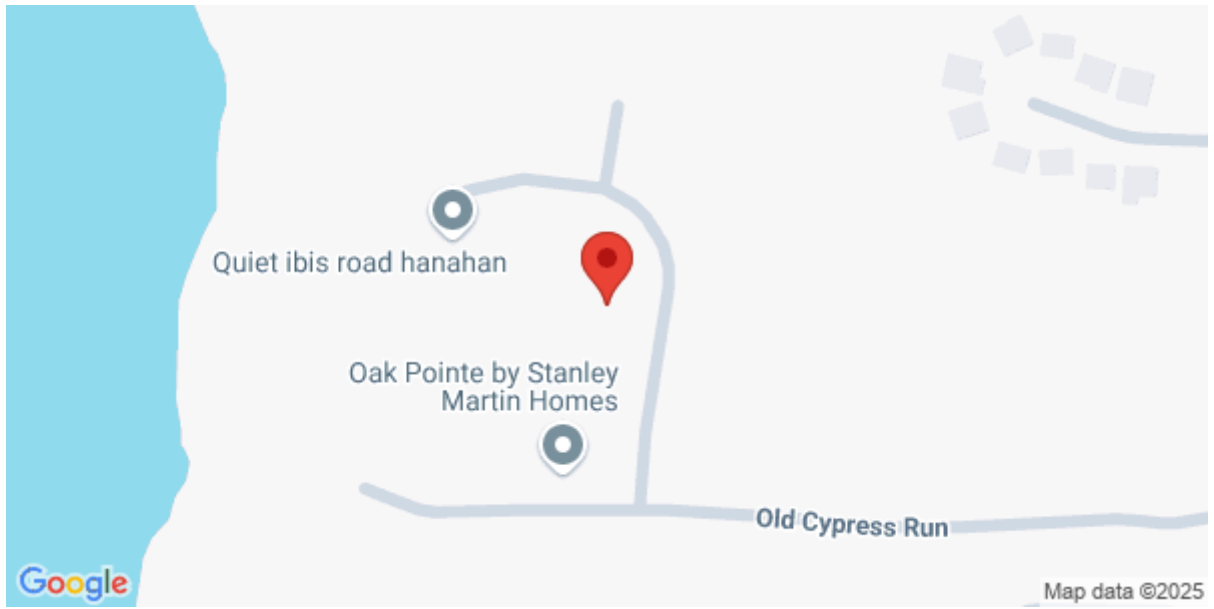 Quiet ibis road hanahan
Oak Pointe by Stanley
Martin Homes
Old Cypress Run
Google
Map data ©2025